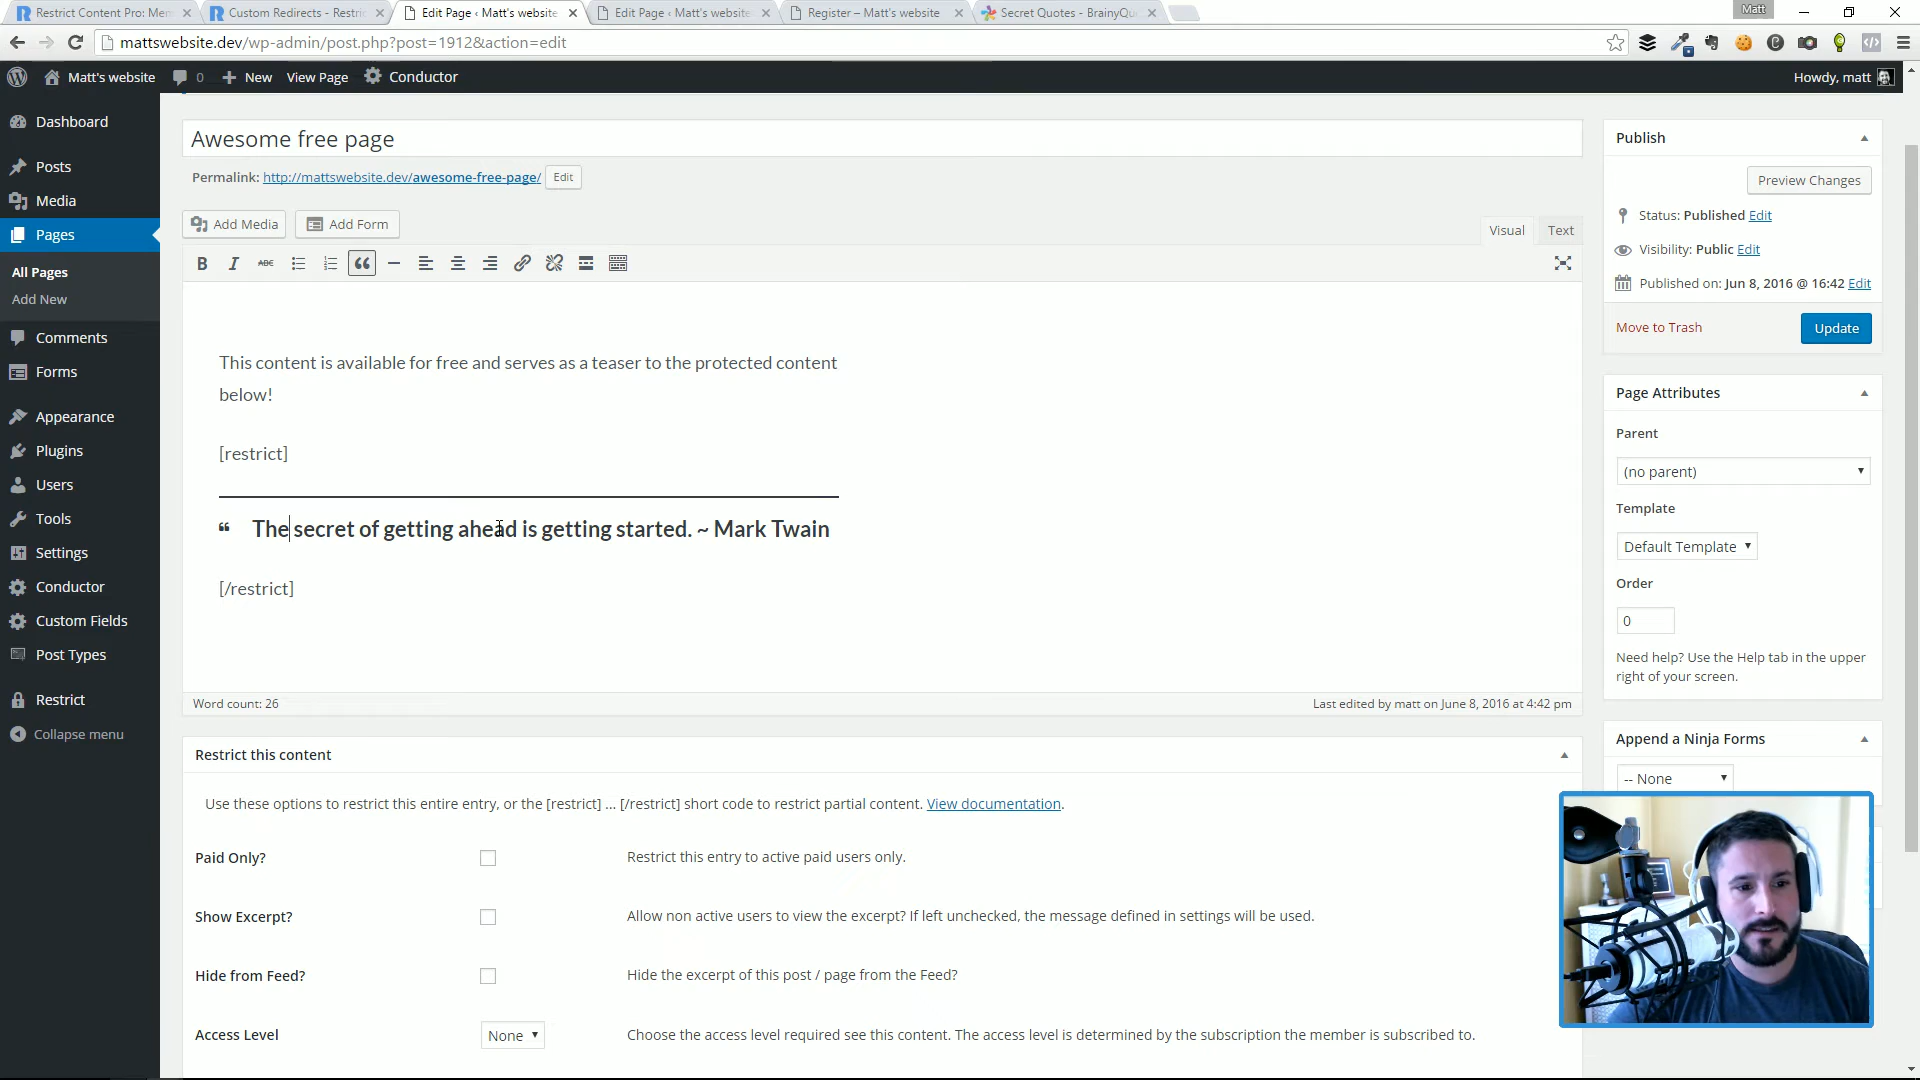 Restrict Content Pro: Mem
Custom Redirects - Restri
Edit Page ‹ Matt's website
Edit Page ‹ Matt's website
Register – Matt's website
Secret Quotes - BrainyQu
Matt
mattswebsite.dev/wp-admin/post.php?post=1912&action=edit
Matt's website
0
New
View Page
Conductor
Howdy, matt
Dashboard
Posts
Media
Pages
All Pages
Add New
Comments
Forms
Appearance
Plugins
Users
Tools
Settings
Conductor
Custom Fields
Post Types
Restrict
Collapse menu
Awesome free page
Permalink: http://mattswebsite.dev/awesome-free-page/ Edit
Add Media
Add Form
Visual
Text
B I ABC
This content is available for free and serves as a teaser to the protected content
below!
[restrict]
❝ The secret of getting ahead is getting started. ~ Mark Twain
[/restrict]
Word count: 26
Last edited by matt on June 8, 2016 at 4:42 pm
Restrict this content
Use these options to restrict this entire entry, or the [restrict] ... [/restrict] short code to restrict partial content. View documentation.
Paid Only?
Restrict this entry to active paid users only.
Show Excerpt?
Allow non active users to view the excerpt? If left unchecked, the message defined in settings will be used.
Hide from Feed?
Hide the excerpt of this post / page from the Feed?
Access Level
None
Choose the access level required see this content. The access level is determined by the subscription the member is subscribed to.
Publish
Preview Changes
Status: Published Edit
Visibility: Public Edit
Published on: Jun 8, 2016 @ 16:42 Edit
Move to Trash
Update
Page Attributes
Parent
(no parent)
Template
Default Template
Order
0
Need help? Use the Help tab in the upper
right of your screen.
Append a Ninja Forms
-- None